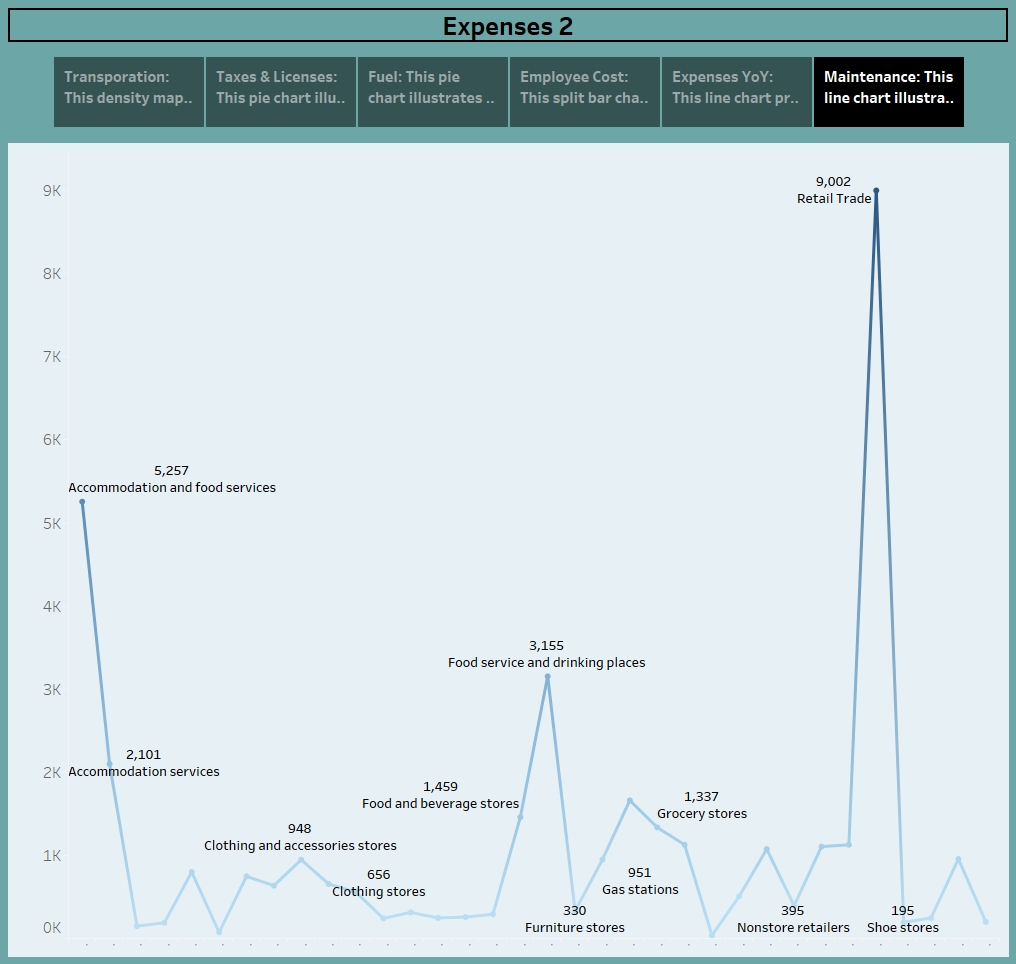 Expenses 2
Transporation:
This density map..
Taxes & Licenses:
This pie chart illu..
Fuel: This pie
chart illustrates ..
Employee Cost:
This split bar cha..
Expenses YoY:
This line chart pr..
Maintenance: This
line chart illustra..
9K
8K
7K
6K
5K
4K
3K
2K
1K
0K
9,002
Retail Trade
5,257
Accommodation and food services
3,155
Food service and drinking places
2,101
Accommodation services
1,459
Food and beverage stores
1,337
Grocery stores
948
Clothing and accessories stores
656
Clothing stores
951
Gas stations
330
Furniture stores
395
Nonstore retailers
195
Shoe stores